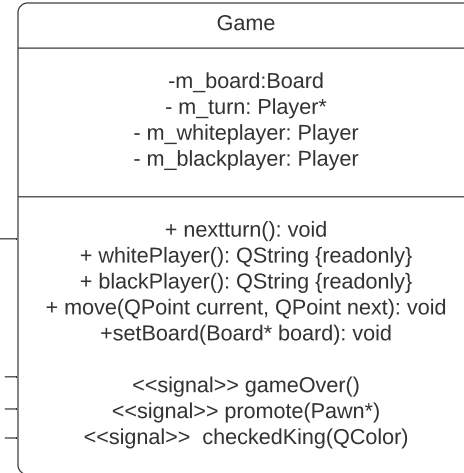 Game
-m_board:Board
- m_turn: Player*
- m_whiteplayer: Player
- m_blackplayer: Player
+ nextturn(): void
+ whitePlayer(): QString {readonly}
+ blackPlayer(): QString {readonly}
+ move(QPoint current, QPoint next): void
+setBoard(Board* board): void
<<signal>> gameOver()
<<signal>> promote(Pawn*)
<<signal>>  checkedKing(QColor)